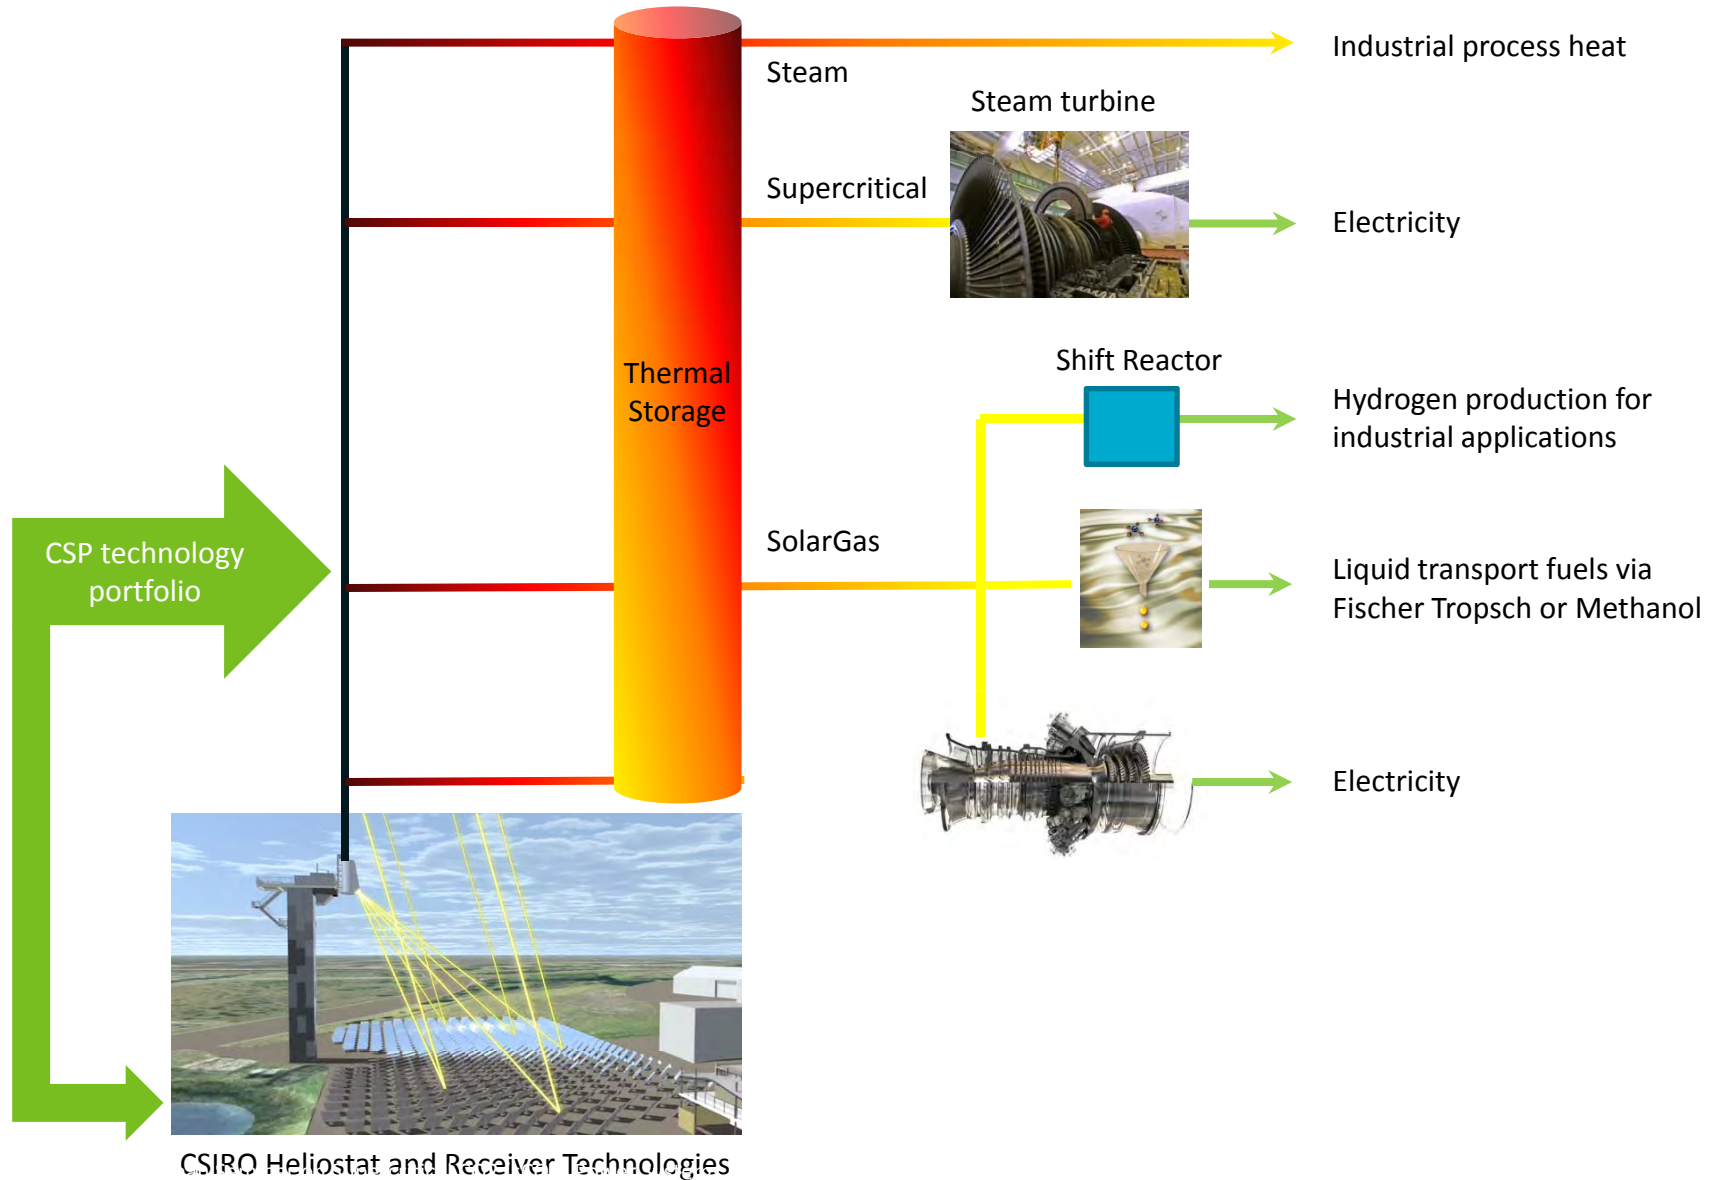 Industrial process heat
Steam
Steam turbine
Supercritical
Electricity
Thermal
Storage
Shift Reactor
Hydrogen production for
industrial applications
SolarGas
CSP technology
portfolio
Liquid transport fuels via
Fischer Tropsch or Methanol
Electricity
CSIRO Heliostat and Receiver Technologies